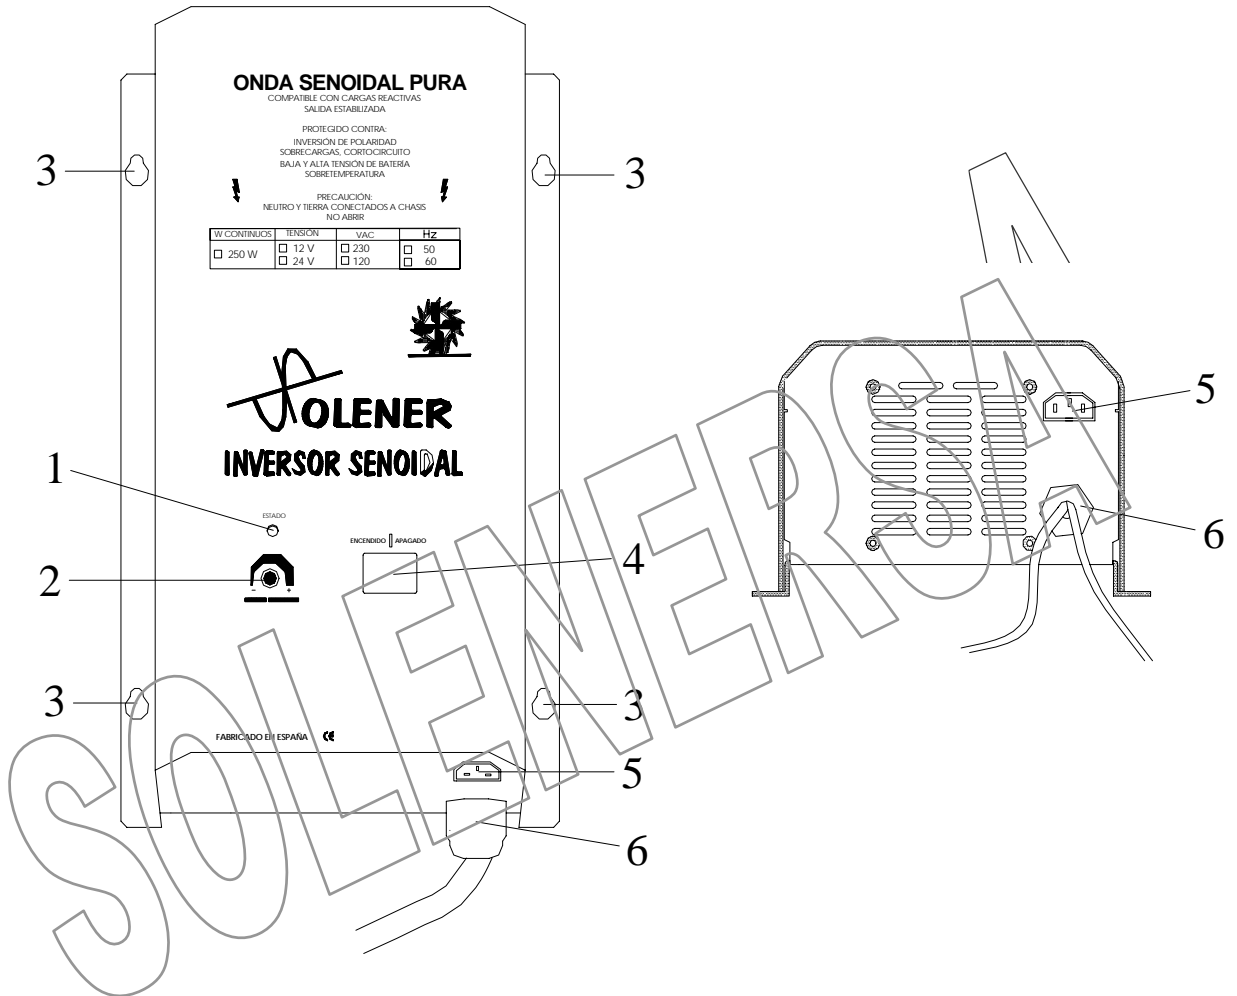 ONDA SENOIDAL PURA
COMPATIBLE CON CARGAS REACTIVAS
SALIDA ESTABILIZADA
PROTEGIDO CONTRA:
INVERSIÓN DE POLARIDAD
SOBRECARGAS, CORTOCIRCUITO
BAJA Y ALTA TENSIÓN DE BATERÍA
SOBRETEMPERATURA
PRECAUCIÓN:
NEUTRO Y TIERRA CONECTADOS A CHASIS
NO ABRIR
W CONTINUOS TENSIÓN VAC Hz
250 W 12 V 230 50
24 V 120 60
SOLENER
INVERSOR SENOIDAL
ESTADO
ENCENDIDO APAGADO
- +
FABRICADO EN ESPAÑA CE
3
3
1
2
4
3
3
5
6
5
6
SOLENERSA